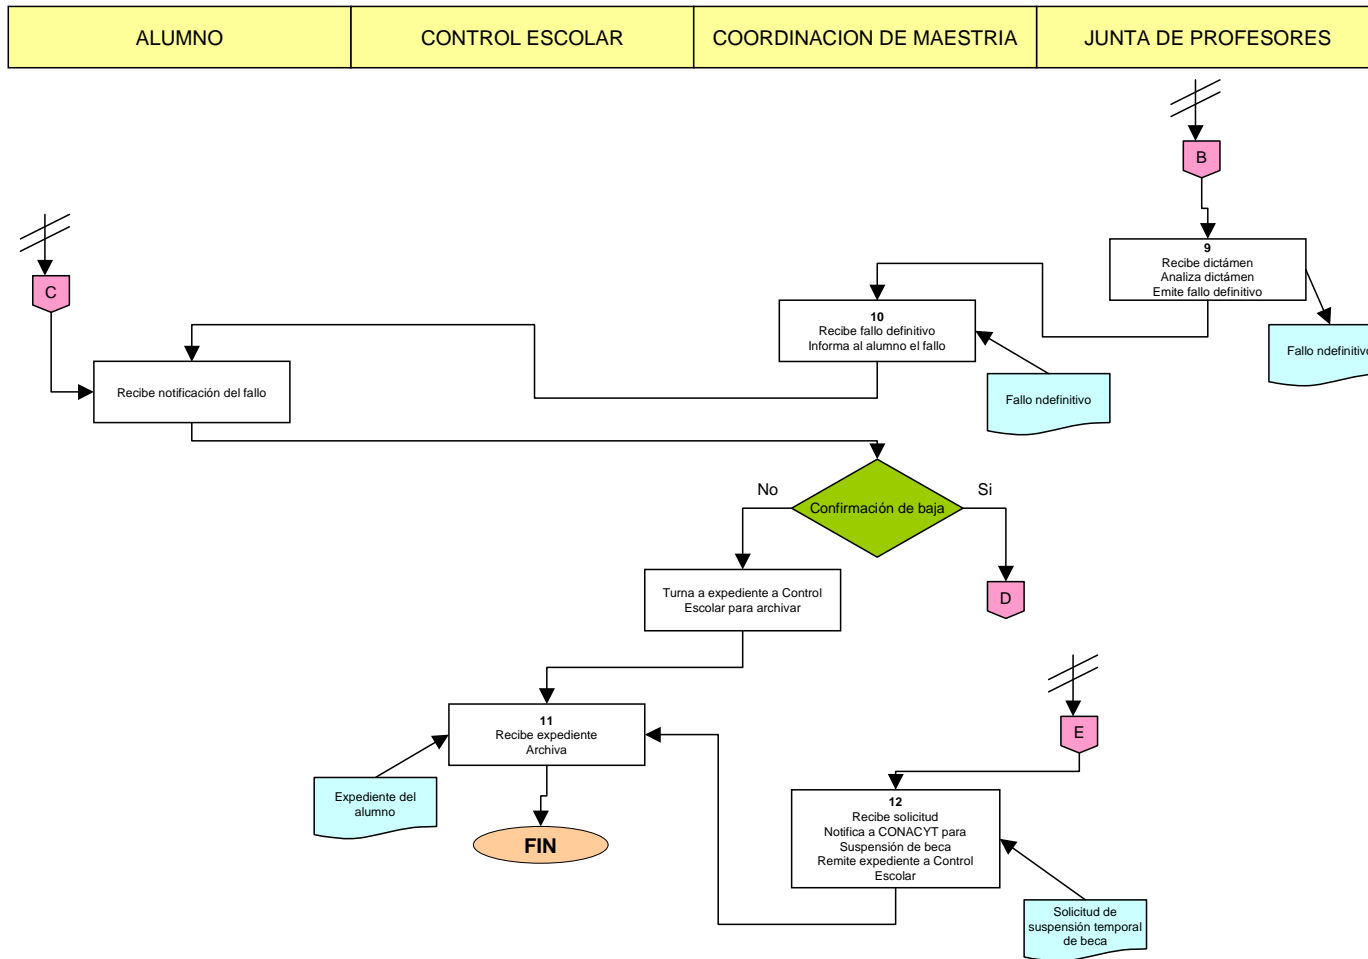 ALUMNO
CONTROL ESCOLAR
COORDINACION DE MAESTRIA
JUNTA DE PROFESORES
B
9
Recibe dictámen
Analiza dictámen
Emite fallo definitivo
C
10
Recibe fallo definitivo
Informa al alumno el fallo
Fallo ndefinitivo
Recibe notificación del fallo
Fallo ndefinitivo
No
Si
Confirmación de baja
Turna a expediente a Control
Escolar para archivar
D
11
Recibe expediente
Archiva
E
Expediente del
alumno
12
Recibe solicitud
Notifica a CONACYT para
Suspensión de beca
Remite expediente a Control
Escolar
FIN
Solicitud de
suspensión temporal
de beca